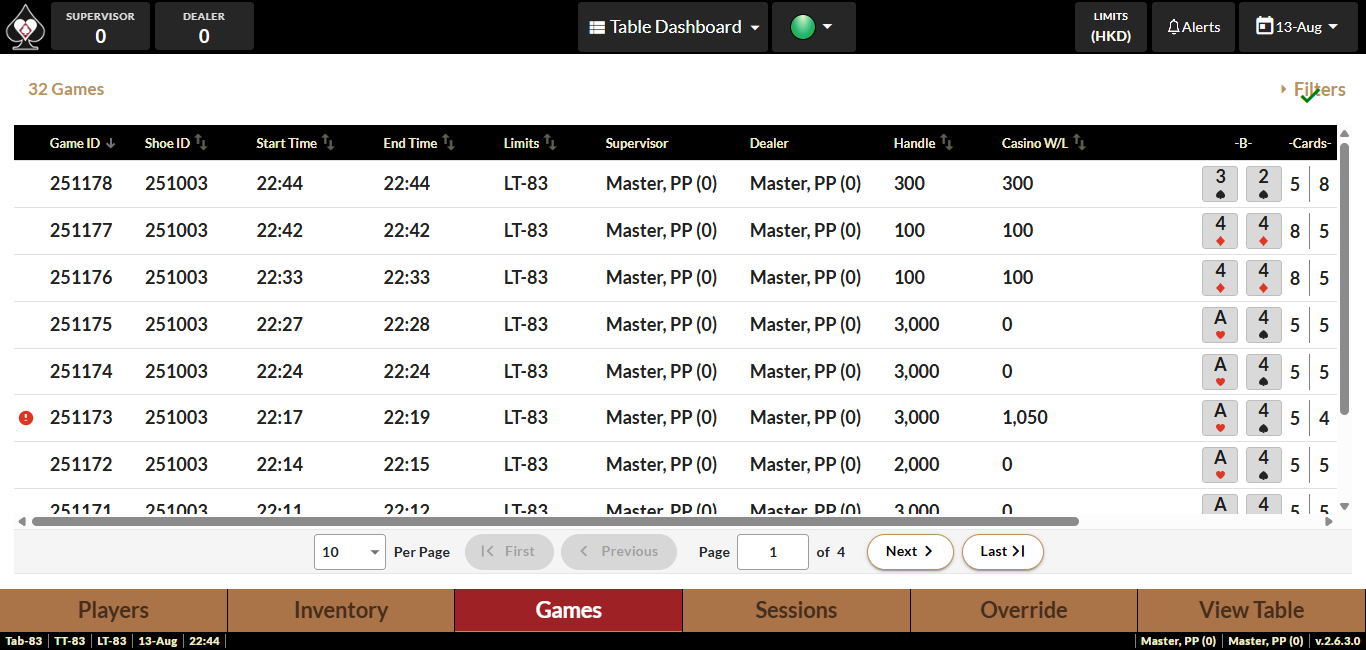 SUPERVISOR DEALER
0 0
Table Dashboard
LIMITS
(HKD)
Alerts
13-Aug
32 Games
Filters
Game ID Shoe ID Start Time End Time Limits Supervisor Dealer Handle Casino W/L -B- -Cards-
251178 251003 22:44 22:44 LT-83 Master, PP (0) Master, PP (0) 300 300 3 2 5 8
251177 251003 22:42 22:42 LT-83 Master, PP (0) Master, PP (0) 100 100 4 4 8 5
251176 251003 22:33 22:33 LT-83 Master, PP (0) Master, PP (0) 100 100 4 4 8 5
251175 251003 22:27 22:28 LT-83 Master, PP (0) Master, PP (0) 3,000 0 A 4 5 5
251174 251003 22:24 22:24 LT-83 Master, PP (0) Master, PP (0) 3,000 0 A 4 5 5
251173 251003 22:17 22:19 LT-83 Master, PP (0) Master, PP (0) 3,000 1,050 A 4 5 4
251172 251003 22:14 22:15 LT-83 Master, PP (0) Master, PP (0) 2,000 0 A 4 5 5
251171 251003 22:11 22:12 LT-83 Master, PP (0) Master, PP (0) 3,000 0 A 4 5 5
10 Per Page First Previous Page 1 of 4 Next Last
Players Inventory Games Sessions Override View Table
Tab-83 TT-83 LT-83 13-Aug 22:44 Master, PP (0) Master, PP (0) v.2.6.3.0